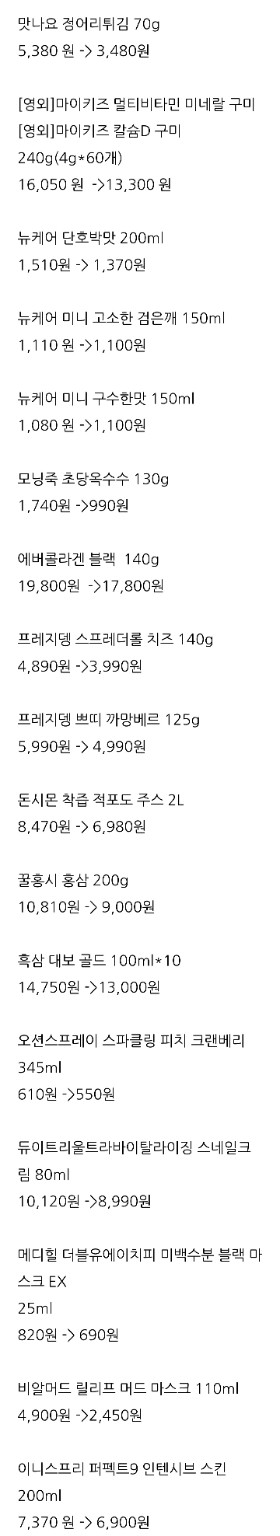 맛나요 정어리튀김 70g
5,380 원 -> 3,480원
[영외]마이키즈 멀티비타민 미네랄 구미
[영외]마이키즈 칼슘D 구미
240g(4g*60개)
16,050 원  ->13,300 원
뉴케어 단호박맛 200ml
1,510원 -> 1,370원
뉴케어 미니 고소한 검은깨 150ml
1,110 원 ->1,100원
뉴케어 미니 구수한맛 150ml
1,080 원 ->1,100원
모닝죽 초당옥수수 130g
1,740원 ->990원
에버콜라겐 블랙  140g
19,800원  ->17,800원
프레지뎅 스프레더롤 치즈 140g
4,890원 ->3,990원
프레지뎅 쁘띠 까망베르 125g
5,990원 -> 4,990원
돈시몬 착즙 적포도 주스 2L
8,470원 -> 6,980원
꿀홍시 홍삼 200g
10,810원 -> 9,000원
흑삼 대보 골드 100ml*10
14,750원 ->13,000원
오션스프레이 스파클링 피치 크랜베리
345ml
610원 ->550원
듀이트리울트라바이탈라이징 스네일크
림 80ml
10,120원 ->8,990원
메디힐 더블유에이치피 미백수분 블랙 마
스크 EX
25ml
820원 -> 690원
비알머드 릴리프 머드 마스크 110ml
4,900원 ->2,450원
이니스프리 퍼펙트9 인텐시브 스킨
200ml
7,370 원 -> 6,900원